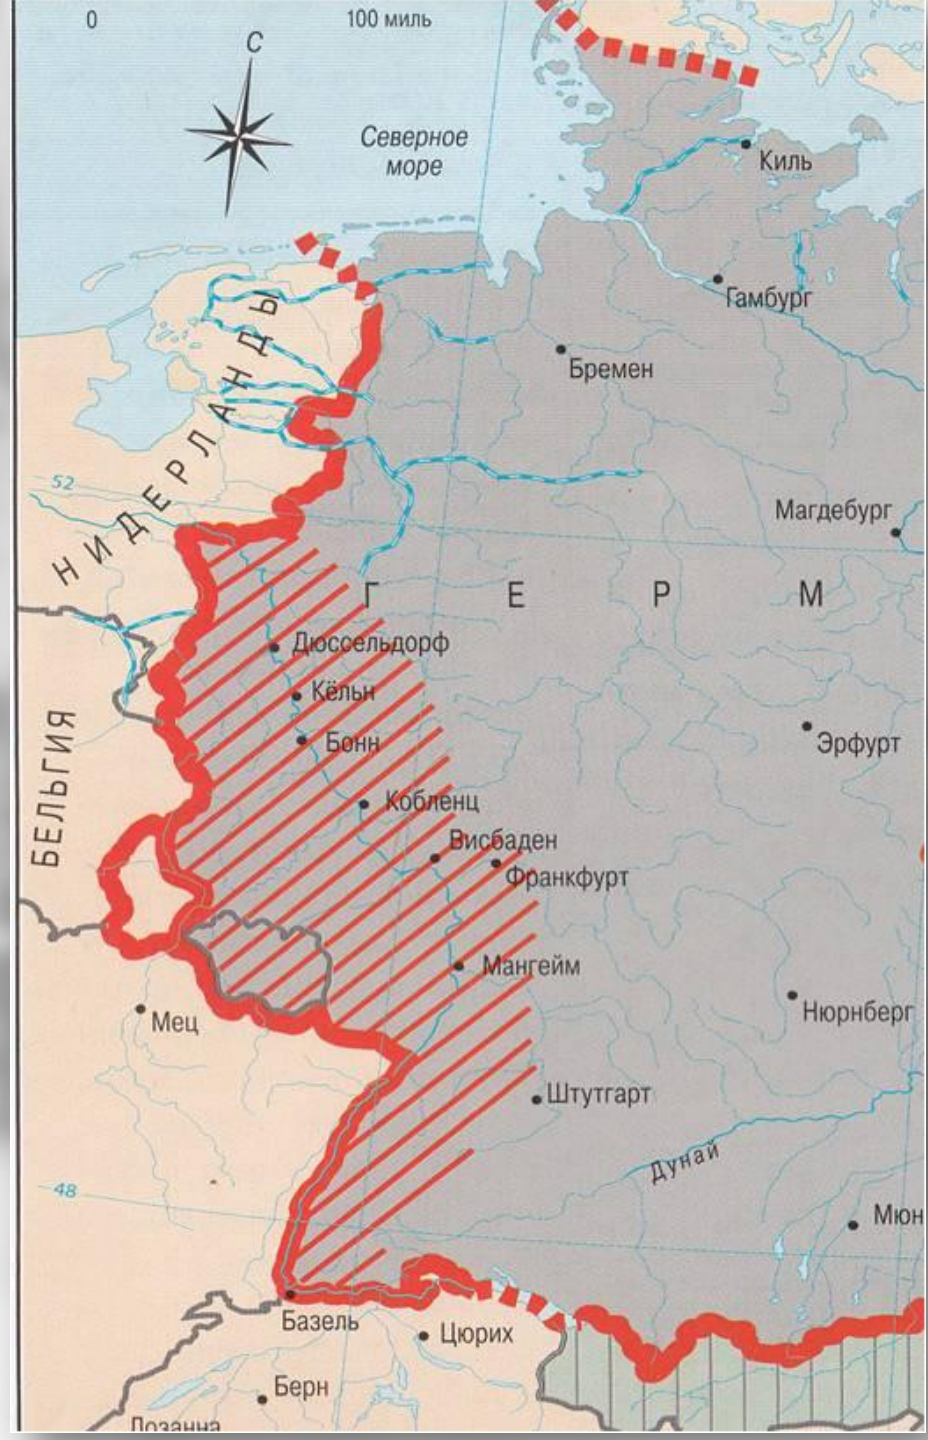 0 100 миль
С
Северное
море
Киль
Гамбург
Бремен
НИДЕРЛАНДЫ
52
Магдебург
ГЕРМ
Дюссельдорф
Кёльн
Бонн
Эрфурт
БЕЛЬГИЯ
Кобленц
Висбаден
Франкфурт
Мангейм
Нюрнберг
Мец
Штутгарт
Дунай
48
Мюн
Базель
Цюрих
Берн
Лозанна